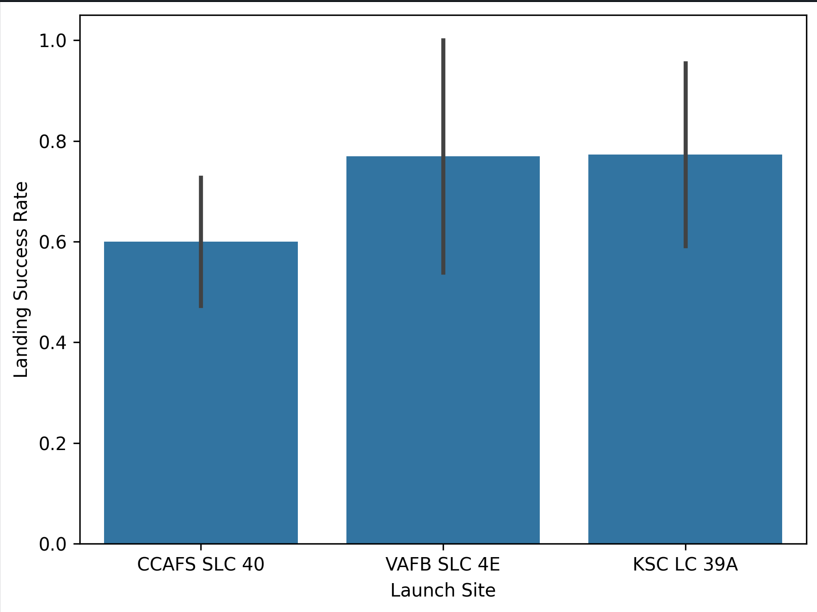 1.0
0.8
0.6
0.4
0.2
0.0
Landing Success Rate
CCAFS SLC 40
VAFB SLC 4E
KSC LC 39A
Launch Site